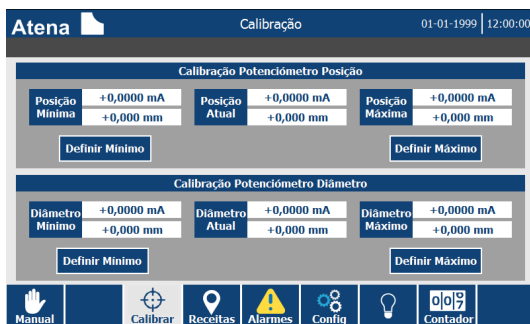 Atena
Calibração
01-01-1999 12:00:00
Calibração Potenciómetro Posição
Posição Mínima
+0,0000 mA
+0,000 mm
Posição Atual
+0,0000 mA
+0,000 mm
Posição Máxima
+0,0000 mA
+0,000 mm
Definir Mínimo
Definir Máximo
Calibração Potenciómetro Diâmetro
Diâmetro Mínimo
+0,0000 mA
+0,000 mm
Diâmetro Atual
+0,0000 mA
+0,000 mm
Diâmetro Máximo
+0,0000 mA
+0,000 mm
Definir Mínimo
Definir Máximo
Manual
Calibrar
Receitas
Alarmes
Config
Contador